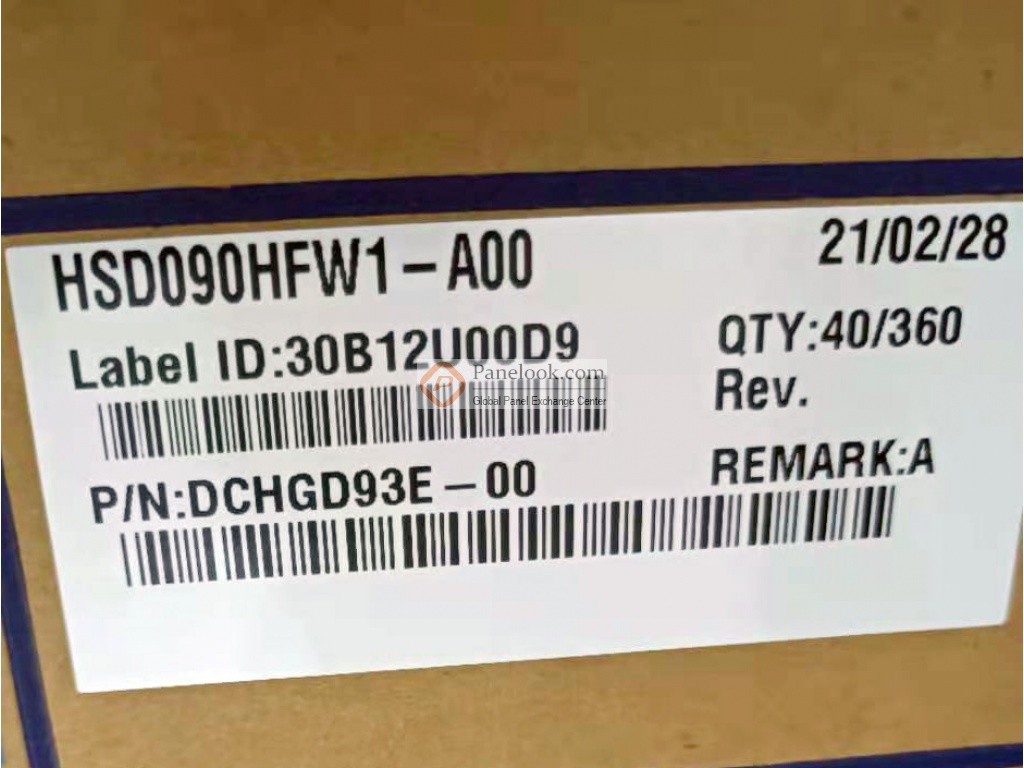 HSD090HFW1-A00
21/02/28
Label ID:30B12U00D9
QTY:40/360
Panelook.com
Global Panel Exchange Center
Rev.
P/N:DCHGD93E-00
REMARK:A